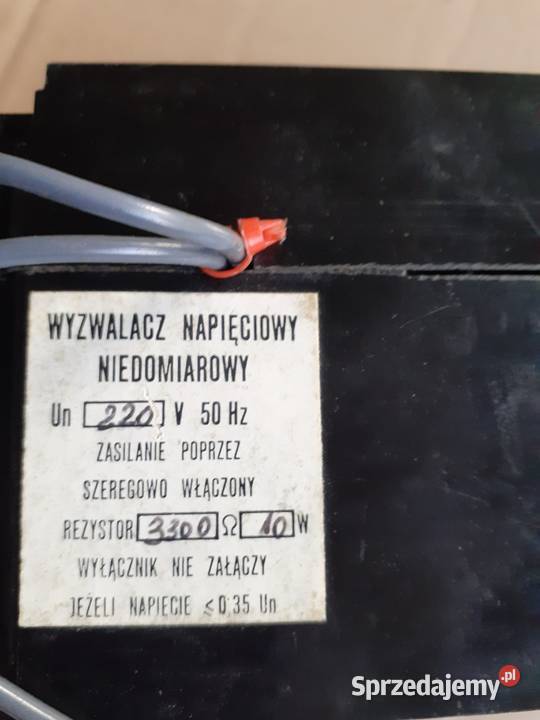 WYZWALACZ NAPIĘCIOWY
NIEDOMIAROWY
Un 220 V 50 Hz
ZASILANIE POPRZEZ
SZEREGOWO WŁĄCZONY
REZYSTOR 3300 Ω 10 W
WYŁĄCZNIK NIE ZAŁĄCZY
JEŻELI NAPIĘCIE ≤ 0,35 Un
Sprzedajemy.pl